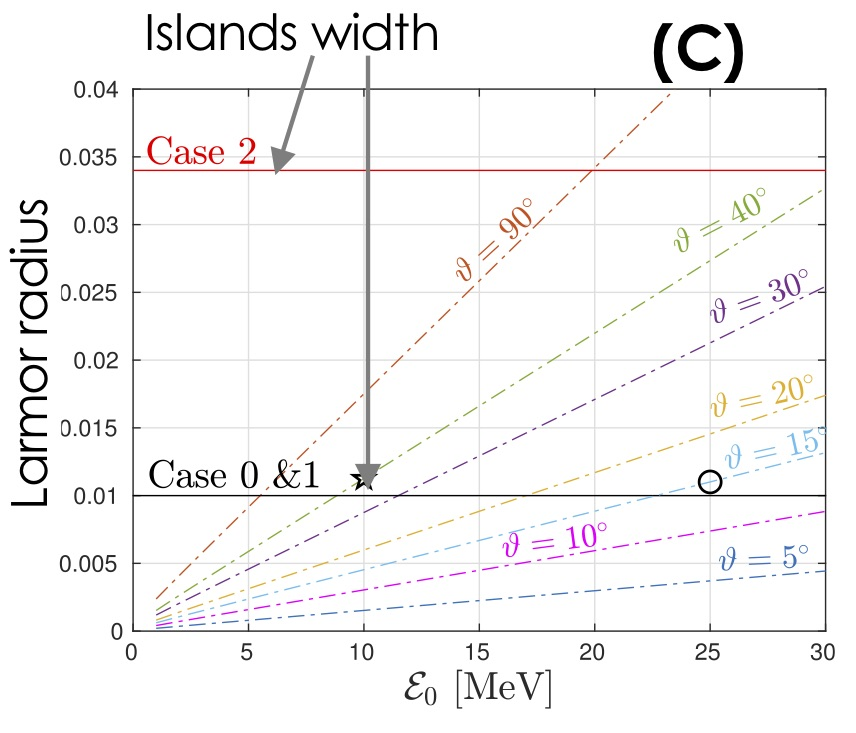 Islands width
(C)
0.04
0.035
0.03
0.025
0.02
0.015
0.01
0.005
0
Larmor radius
Case 2
Case 0 &1
ϑ = 90°
ϑ = 40°
ϑ = 30°
ϑ = 20°
ϑ = 15°
ϑ = 10°
ϑ = 5°
0 5 10 15 20 25 30
ℰ₀ [MeV]